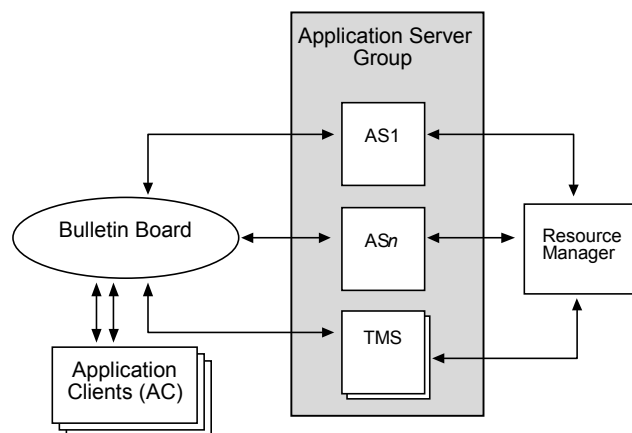 Application Server
Group
AS1
Bulletin Board
ASn
Resource
Manager
TMS
Application
Clients (AC)